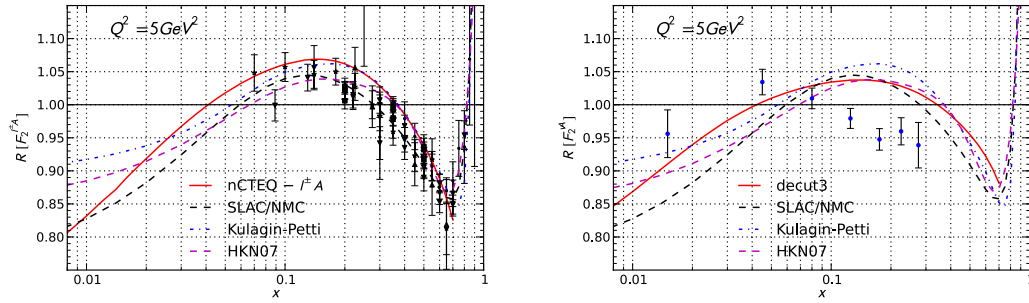 Q² = 5GeV²
1.10
1.05
1.00
0.95
0.90
0.85
0.80
R [F₂^{l^±A}]
nCTEQ − l^± A
SLAC/NMC
Kulagin-Petti
HKN07
0.01
0.1
1
x
Q² = 5GeV²
1.10
1.05
1.00
0.95
0.90
0.85
0.80
R [F₂^{νA}]
decut3
SLAC/NMC
Kulagin-Petti
HKN07
0.01
0.1
1
x